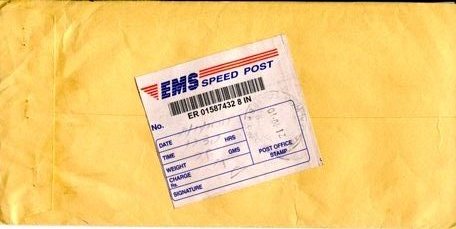 EMS SPEED POST
ER 01587432 8 IN
No.
DATE
TIME HRS
WEIGHT GMS
CHARGE
Rs.
SIGNATURE
POST OFFICE
STAMP